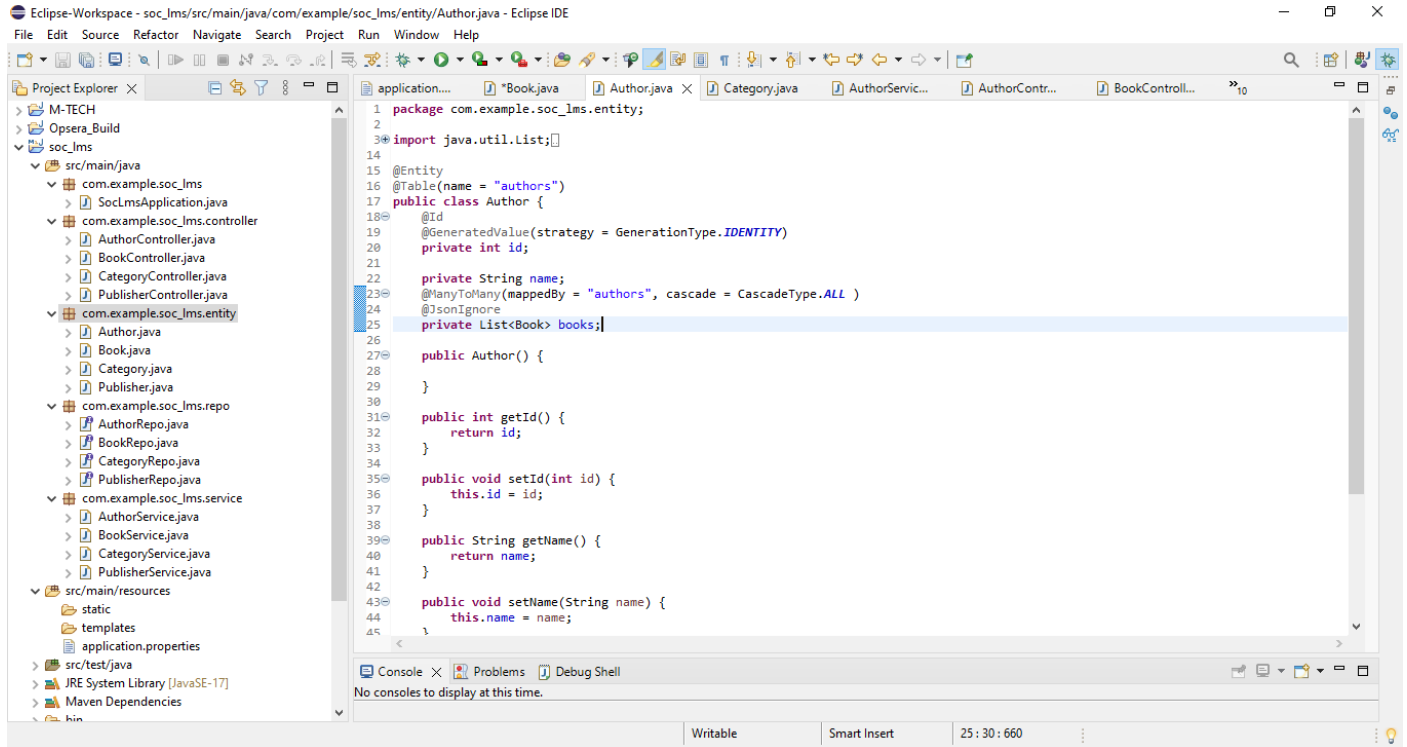 Eclipse-Workspace - soc_lms/src/main/java/com/example/soc_lms/entity/Author.java - Eclipse IDE
File Edit Source Refactor Navigate Search Project Run Window Help
Project Explorer
application.... *Book.java Author.java Category.java AuthorServic... AuthorContr... BookControll... »10
M-TECH
Opsera_Build
soc_lms
src/main/java
com.example.soc_lms
SocLmsApplication.java
com.example.soc_lms.controller
AuthorController.java
BookController.java
CategoryController.java
PublisherController.java
com.example.soc_lms.entity
Author.java
Book.java
Category.java
Publisher.java
com.example.soc_lms.repo
AuthorRepo.java
BookRepo.java
CategoryRepo.java
PublisherRepo.java
com.example.soc_lms.service
AuthorService.java
BookService.java
CategoryService.java
PublisherService.java
src/main/resources
static
templates
application.properties
src/test/java
JRE System Library [JavaSE-17]
Maven Dependencies
bin
1 package com.example.soc_lms.entity;
2
3 import java.util.List;
14
15 @Entity
16 @Table(name = "authors")
17 public class Author {
18 @Id
19 @GeneratedValue(strategy = GenerationType.IDENTITY)
20 private int id;
21
22 private String name;
23 @ManyToMany(mappedBy = "authors", cascade = CascadeType.ALL )
24 @JsonIgnore
25 private List<Book> books;
26
27 public Author() {
28
29 }
30
31 public int getId() {
32 return id;
33 }
34
35 public void setId(int id) {
36 this.id = id;
37 }
38
39 public String getName() {
40 return name;
41 }
42
43 public void setName(String name) {
44 this.name = name;
45 }
Console Problems Debug Shell
No consoles to display at this time.
Writable Smart Insert 25 : 30 : 660